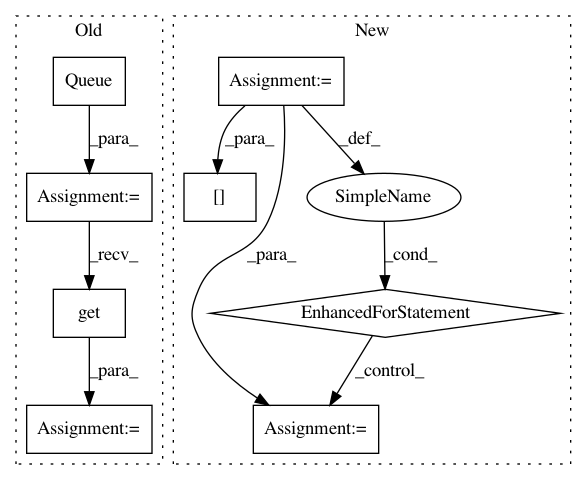 Old
New
Queue
Assignment:=
_para_
_para_
_def_
Assignment:=
[]
SimpleName
_recv_
_para_
_cond_
get
EnhancedForStatement
_para_
_control_
Assignment:=
Assignment:=